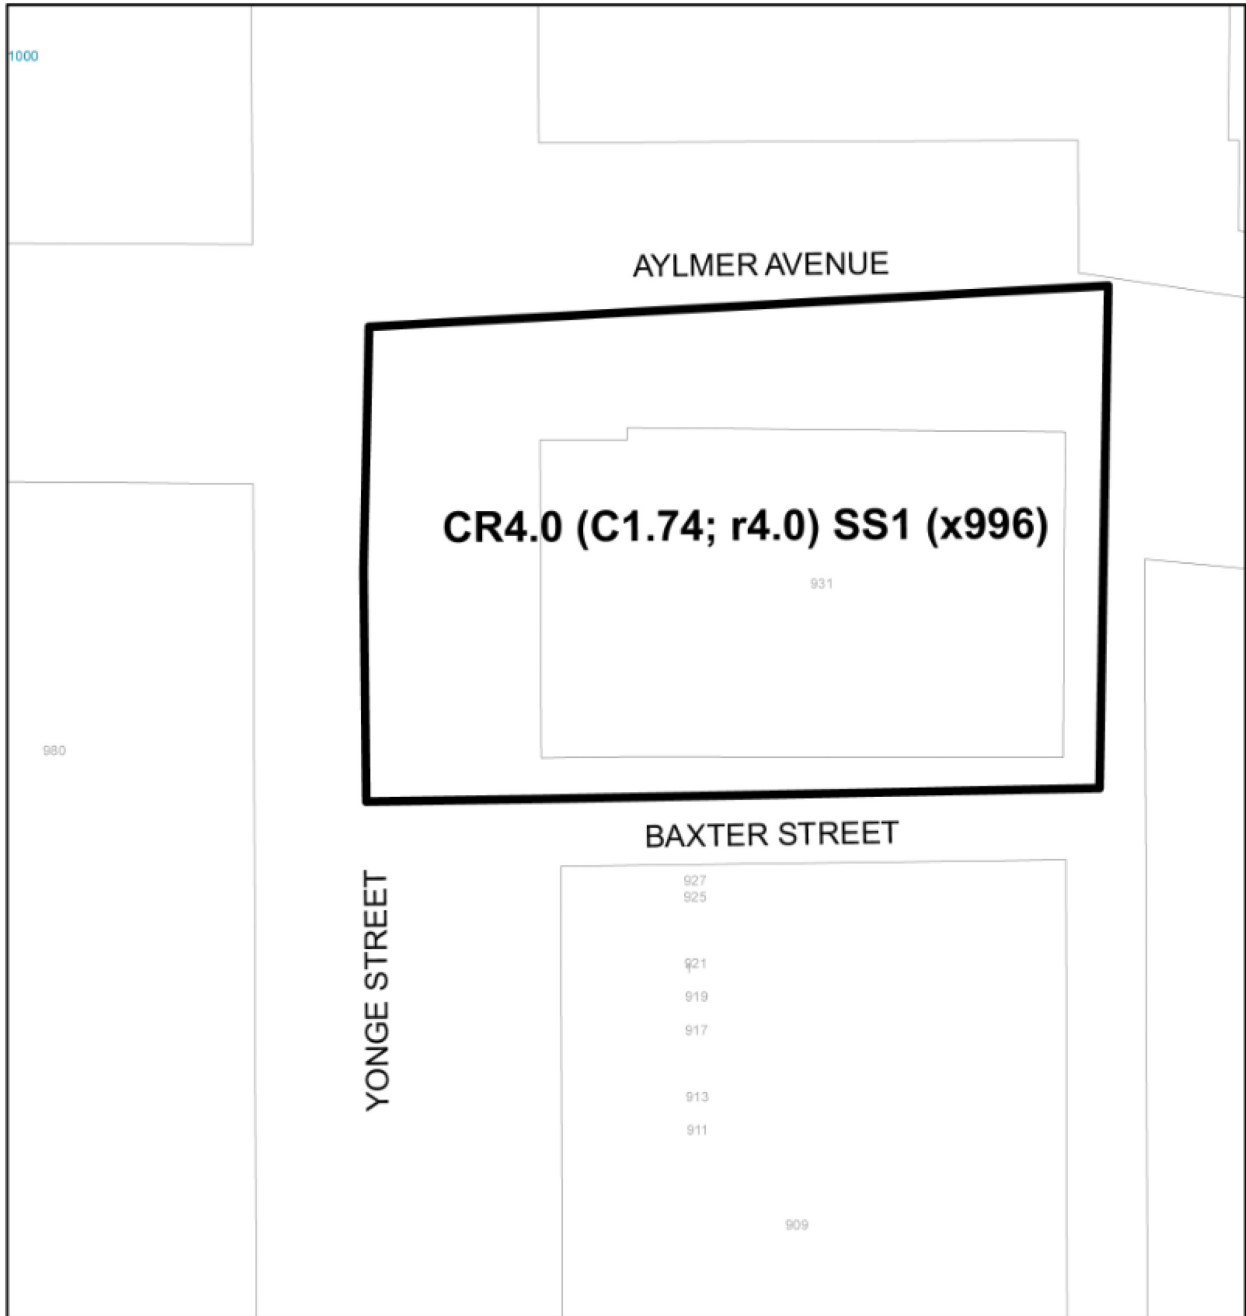 1000
AYLMER AVENUE
CR4.0 (C1.74; r4.0) SS1 (x996)
931
980
BAXTER STREET
YONGE STREET
927
925
921
919
917
913
911
909